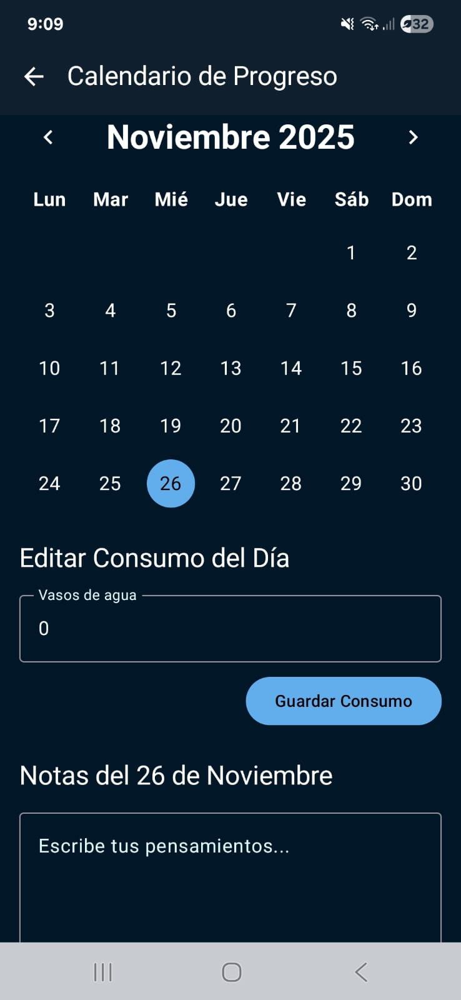 9:09
32
Calendario de Progreso
Noviembre 2025
Lun Mar Mié Jue Vie Sáb Dom
1 2
3 4 5 6 7 8 9
10 11 12 13 14 15 16
17 18 19 20 21 22 23
24 25 26 27 28 29 30
Editar Consumo del Día
Vasos de agua
0
Guardar Consumo
Notas del 26 de Noviembre
Escribe tus pensamientos...